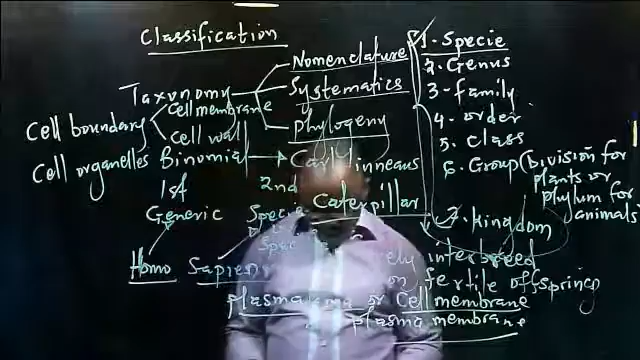 Classification
Nomenclature
Taxonomy
Systematics
phylogeny
Cell boundary
Cell membrane
Cell wall
Cell organelles
Binomial Carl linneaus
1st 2nd
Generic
Homo
Caterpillar
1. Specie
2. Genus
3. family
4. order
5. class
6. Group (Division for
plants or
phylum for
animals
7. kingdom
interbreed
fertile offspring
or Cell membrane
plasma membrane